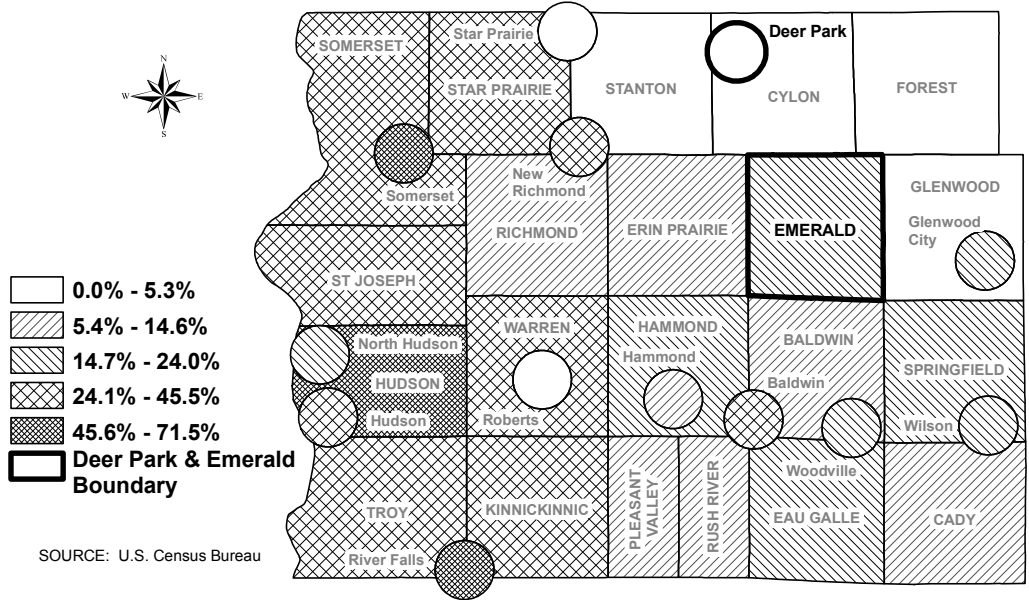 Star Prairie
Deer Park
SOMERSET
N
W E
S
STAR PRAIRIE
STANTON
CYLON
FOREST
New
Richmond
Somerset
GLENWOOD
Glenwood
City
RICHMOND
ERIN PRAIRIE
EMERALD
ST JOSEPH
0.0% - 5.3%
5.4% - 14.6%
14.7% - 24.0%
24.1% - 45.5%
45.6% - 71.5%
Deer Park & Emerald
Boundary
North Hudson
WARREN
HAMMOND
BALDWIN
Hammond
SPRINGFIELD
HUDSON
Baldwin
Hudson
Roberts
Wilson
Woodville
TROY
KINNICKINNIC
PLEASANT
VALLEY
RUSH RIVER
EAU GALLE
CADY
River Falls
SOURCE: U.S. Census Bureau